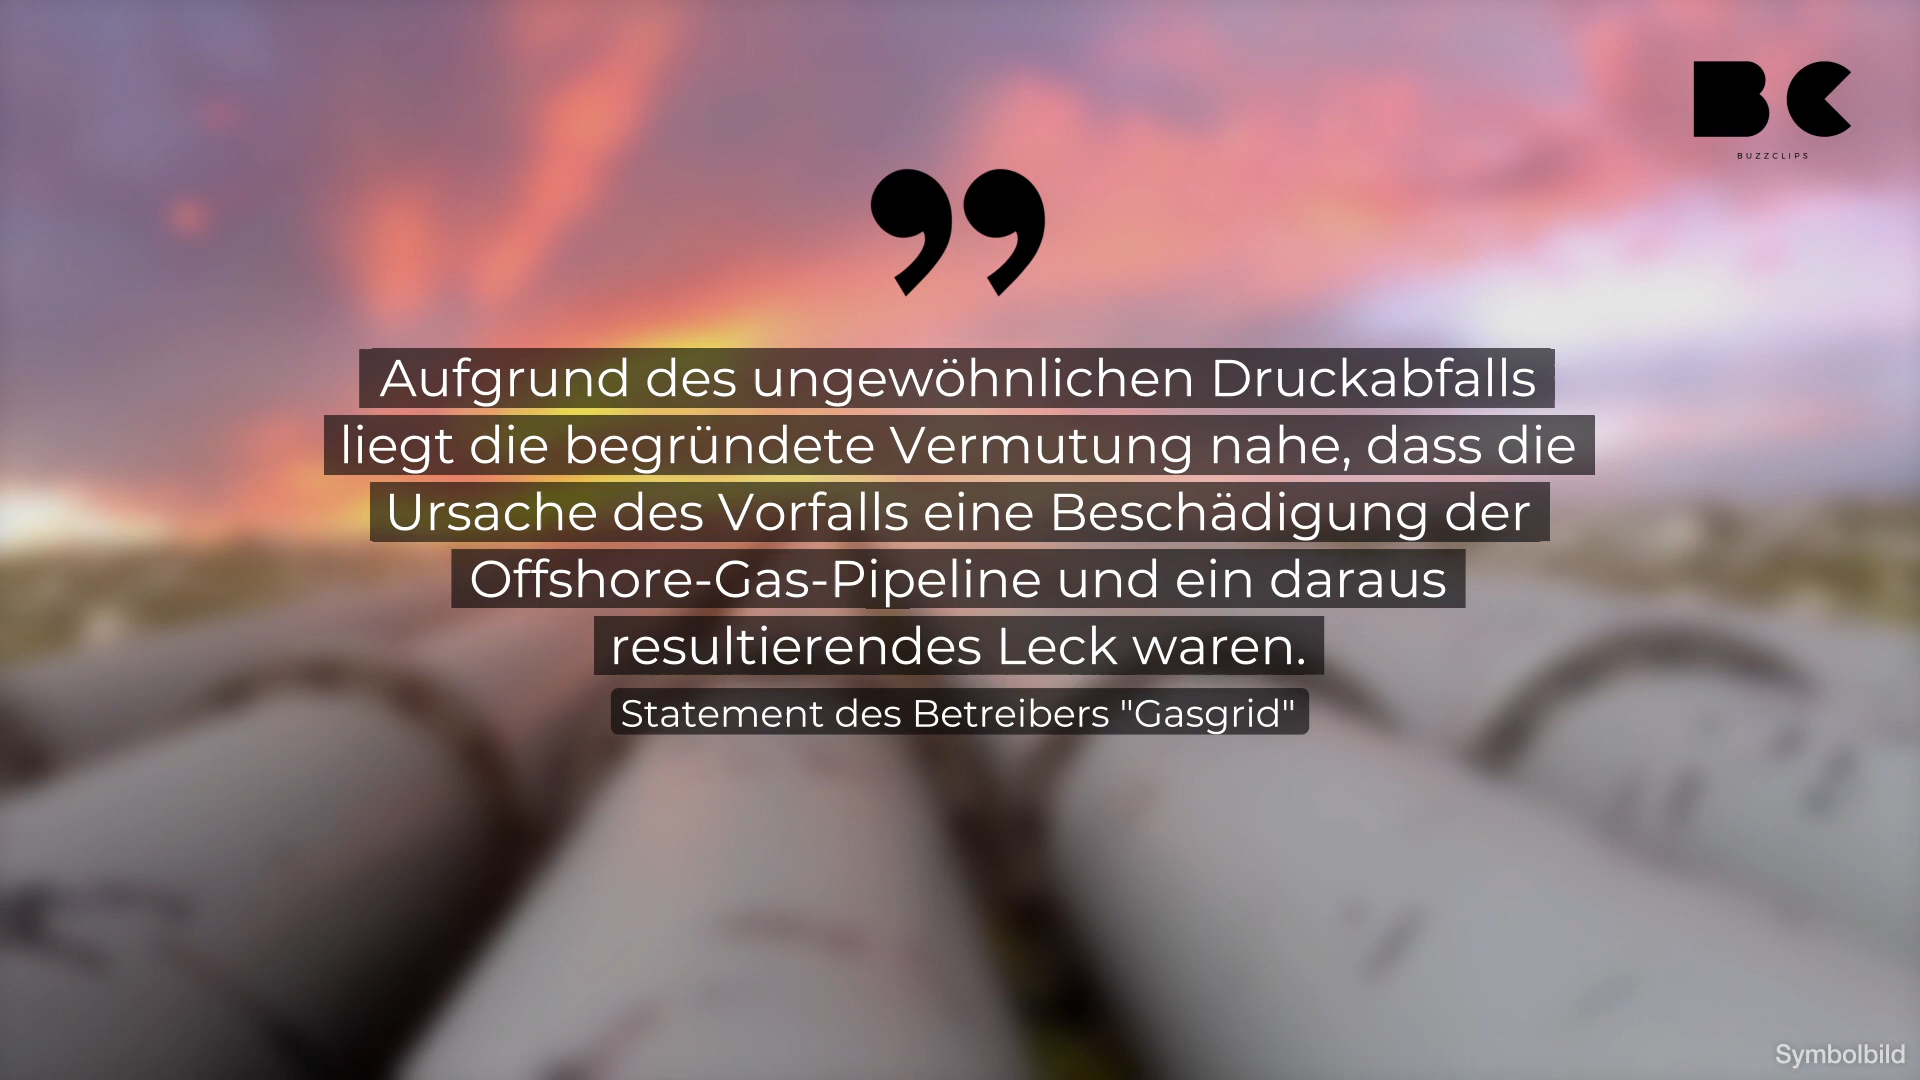 BC
BUZZCLIPS
”
Aufgrund des ungewöhnlichen Druckabfalls
liegt die begründete Vermutung nahe, dass die
Ursache des Vorfalls eine Beschädigung der
Offshore-Gas-Pipeline und ein daraus
resultierendes Leck waren.
Statement des Betreibers "Gasgrid"
Symbolbild